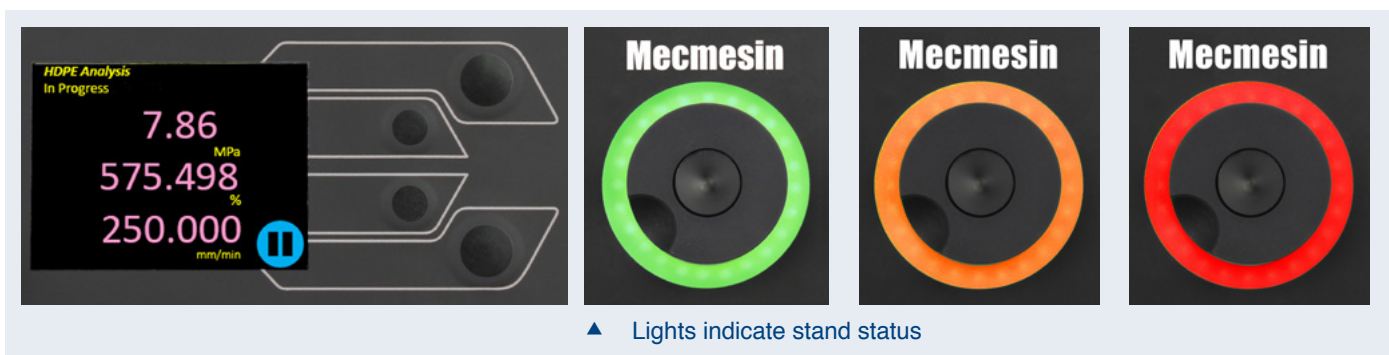 HDPE Analysis
In Progress
7.86
MPa
575.498
%
250.000
mm/min
Mecmesin
Mecmesin
Mecmesin
▲ Lights indicate stand status